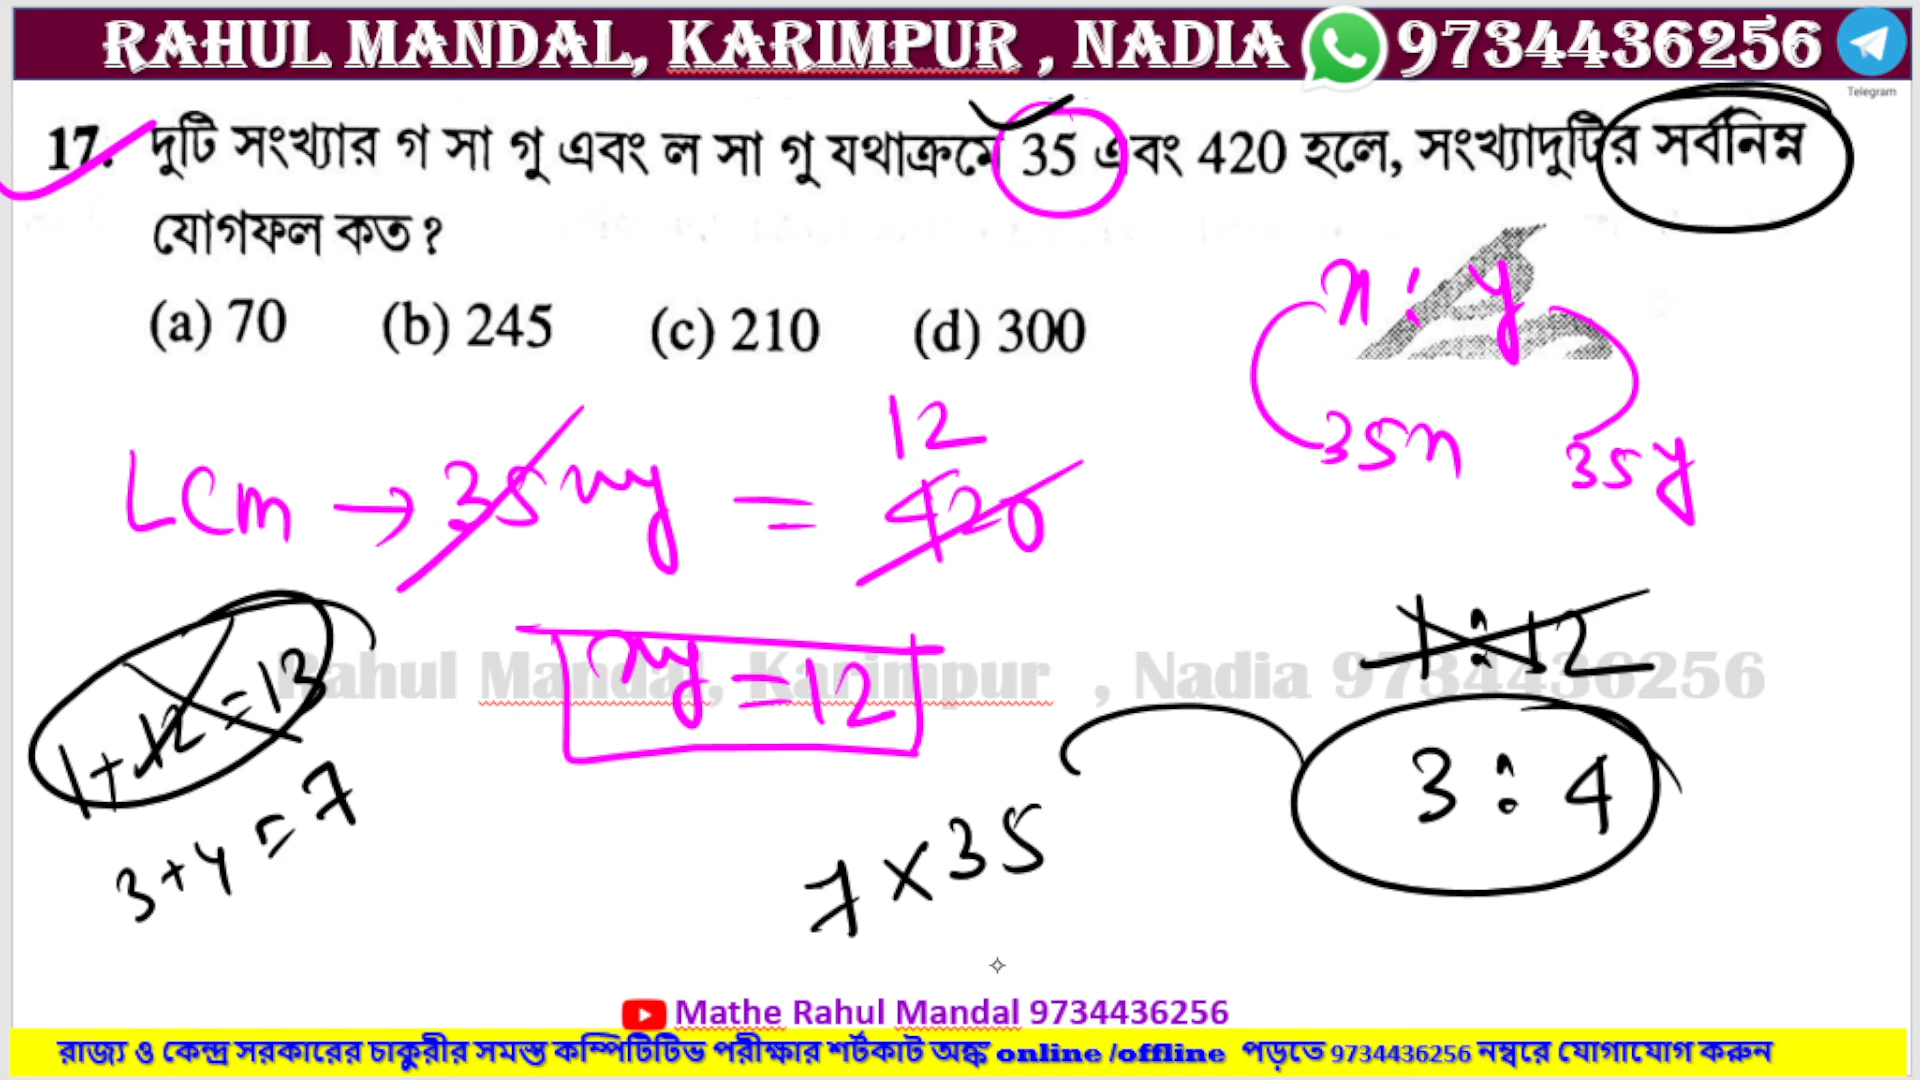 RAHUL MANDAL, KARIMPUR , NADIA 9734436256
Telegram
17. দুটি সংখ্যার গ সা গু এবং ল সা গু যথাক্রমে 35 এবং 420 হলে, সংখ্যাদুটির সর্বনিম্ন
যোগফল কত?
(a) 70 (b) 245 (c) 210 (d) 300
x : y
35x 35y
12
LCM → 35xy = 420
1 : 12
Rahul Mandal, Karimpur , Nadia 9734436256
xy = 12
1+12=13
3 : 4
3+4=7
7×35
Mathe Rahul Mandal 9734436256
রাজ্য ও কেন্দ্র সরকারের চাকুরীর সমস্ত কম্পিটিটিভ পরীক্ষার শর্টকাট অঙ্ক online /offline পড়তে 9734436256 নম্বরে যোগাযোগ করুন